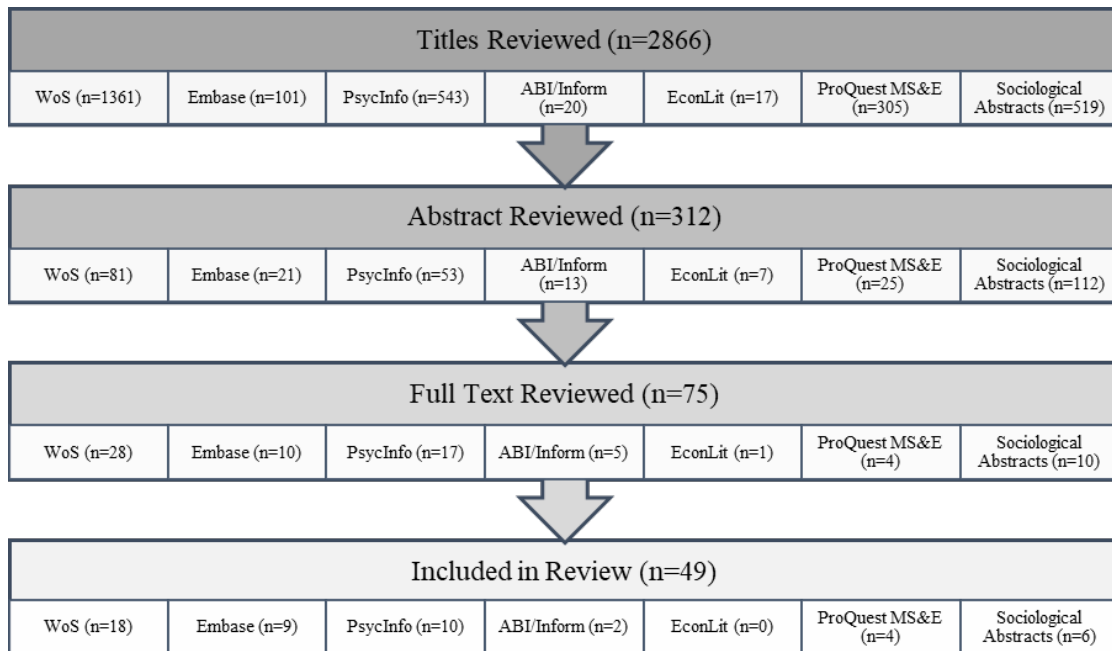 Titles Reviewed (n=2866)
WoS (n=1361)
Embase (n=101)
PsycInfo (n=543)
ABI/Inform
(n=20)
EconLit (n=17)
ProQuest MS&E
(n=305)
Sociological
Abstracts (n=519)
Abstract Reviewed (n=312)
WoS (n=81)
Embase (n=21)
PsycInfo (n=53)
ABI/Inform
(n=13)
EconLit (n=7)
ProQuest MS&E
(n=25)
Sociological
Abstracts (n=112)
Full Text Reviewed (n=75)
WoS (n=28)
Embase (n=10)
PsycInfo (n=17)
ABI/Inform (n=5)
EconLit (n=1)
ProQuest MS&E
(n=4)
Sociological
Abstracts (n=10)
Included in Review (n=49)
WoS (n=18)
Embase (n=9)
PsycInfo (n=10)
ABI/Inform (n=2)
EconLit (n=0)
ProQuest MS&E
(n=4)
Sociological
Abstracts (n=6)